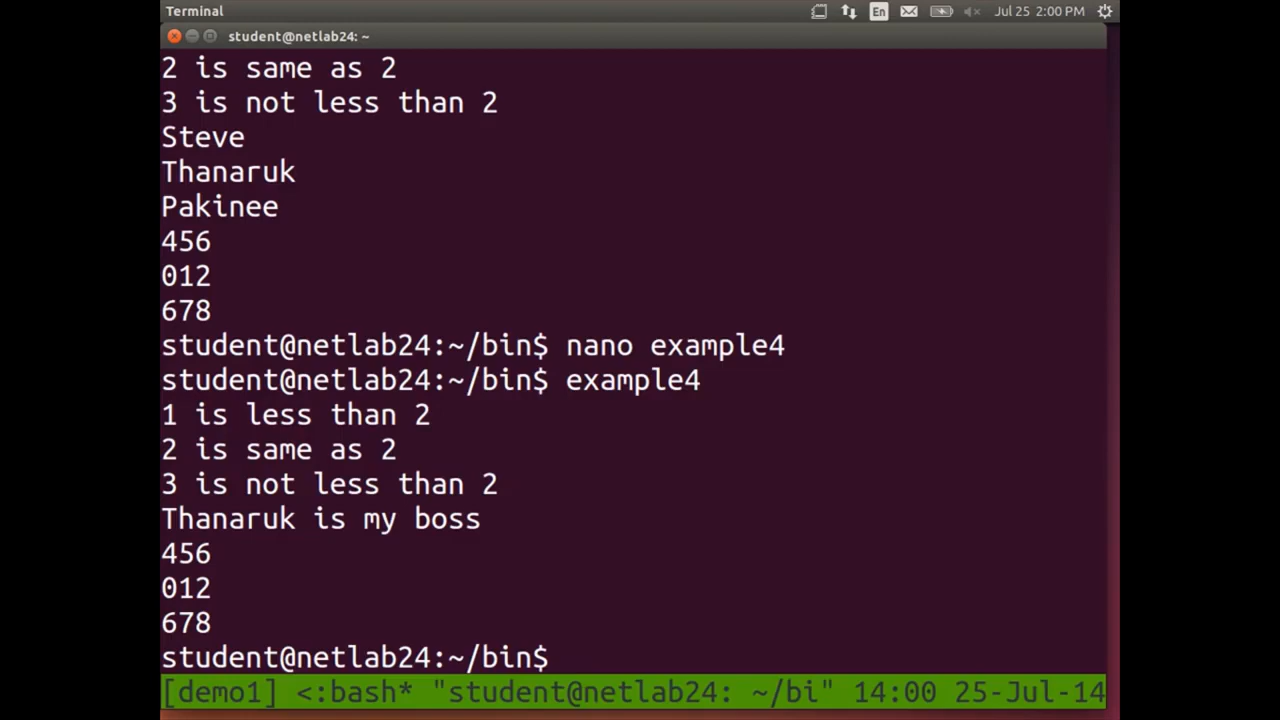 Terminal
En
Jul 25 2:00 PM
student@netlab24: ~
2 is same as 2
3 is not less than 2
Steve
Thanaruk
Pakinee
456
012
678
student@netlab24:~/bin$ nano example4
student@netlab24:~/bin$ example4
1 is less than 2
2 is same as 2
3 is not less than 2
Thanaruk is my boss
456
012
678
student@netlab24:~/bin$
[demo1] <:bash* "student@netlab24: ~/bi" 14:00 25-Jul-14